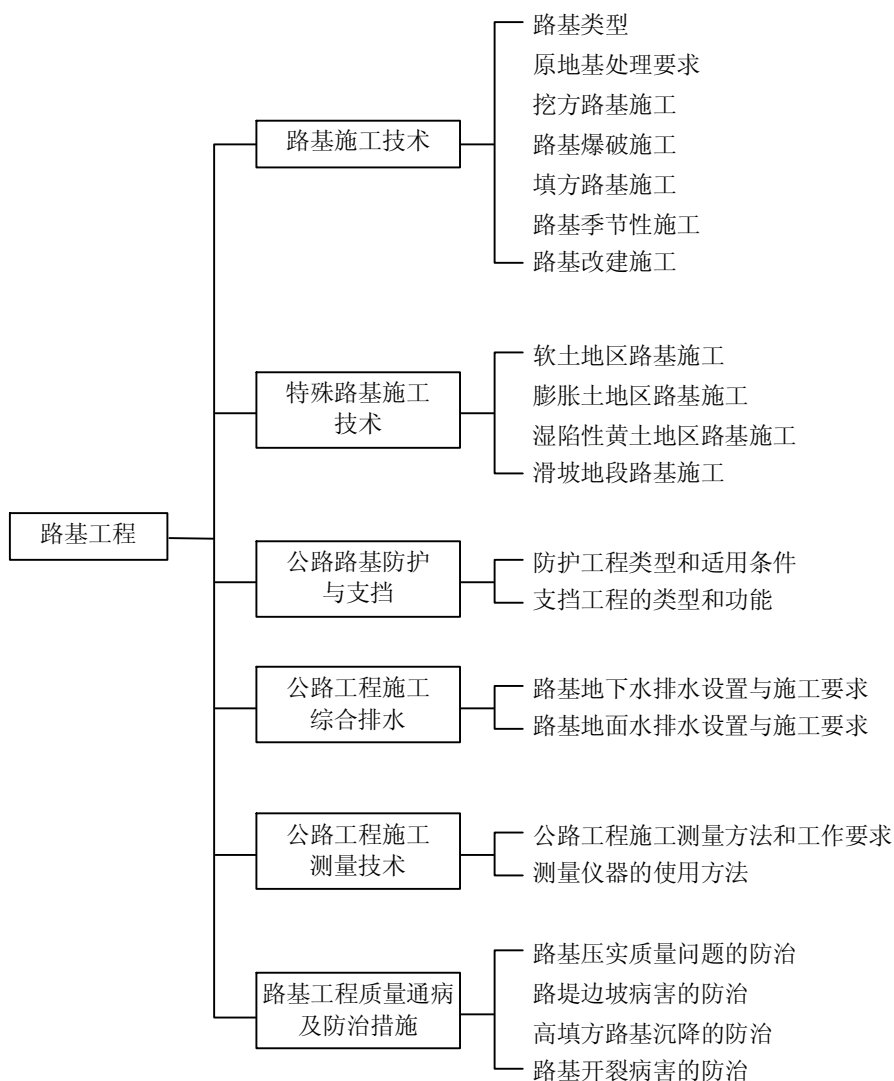 路基工程
路基施工技术
路基类型
原地基处理要求
挖方路基施工
路基爆破施工
填方路基施工
路基季节性施工
路基改建施工
特殊路基施工
技术
软土地区路基施工
膨胀土地区路基施工
湿陷性黄土地区路基施工
滑坡地段路基施工
公路路基防护
与支挡
防护工程类型和适用条件
支挡工程的类型和功能
公路工程施工
综合排水
路基地下水排水设置与施工要求
路基地面水排水设置与施工要求
公路工程施工
测量技术
公路工程施工测量方法和工作要求
测量仪器的使用方法
路基工程质量通病
及防治措施
路基压实质量问题的防治
路堤边坡病害的防治
高填方路基沉降的防治
路基开裂病害的防治